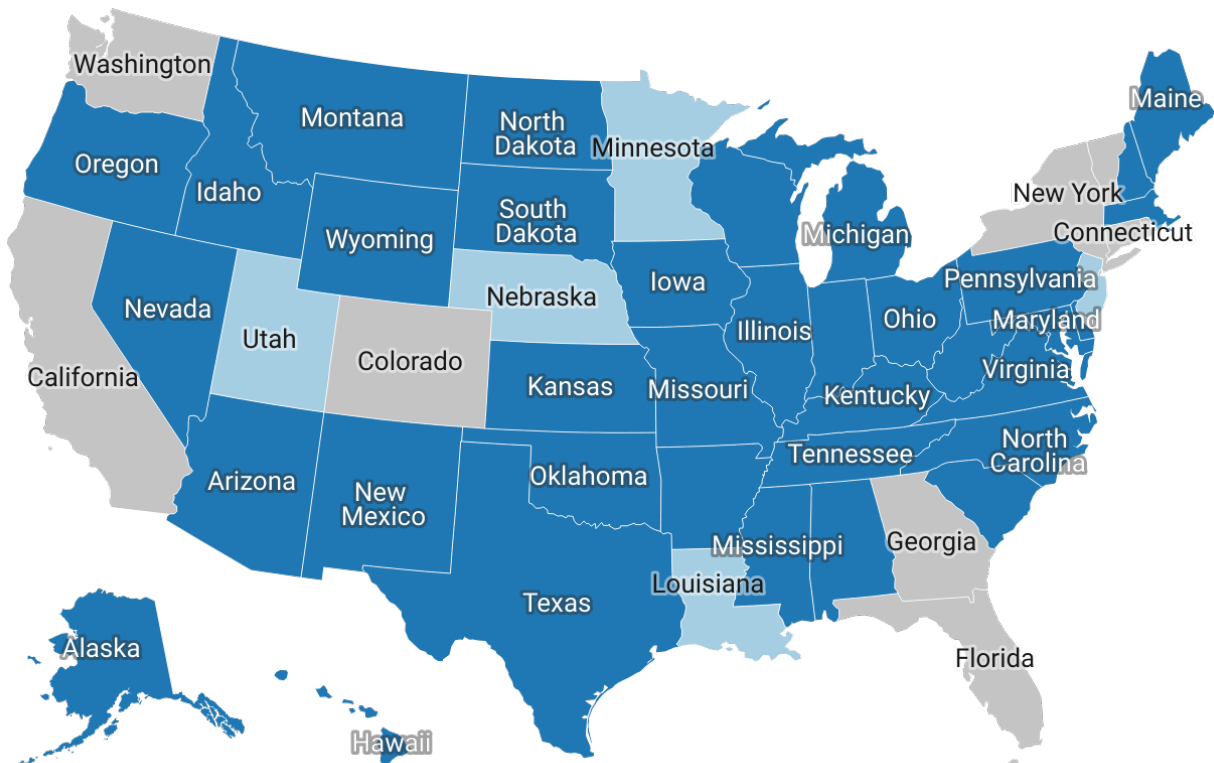 Washington
Montana
North
Dakota
Minnesota
Maine
Oregon
Idaho
New York
South
Dakota
Wyoming
Michigan
Connecticut
Iowa
Pennsylvania
Nebraska
Nevada
Utah
Illinois
Ohio
Maryland
Colorado
California
Kansas
Missouri
Kentucky
Virginia
Arizona
New
Mexico
Oklahoma
Tennessee
North
Carolina
Mississippi
Georgia
Louisiana
Texas
Alaska
Florida
Hawaii